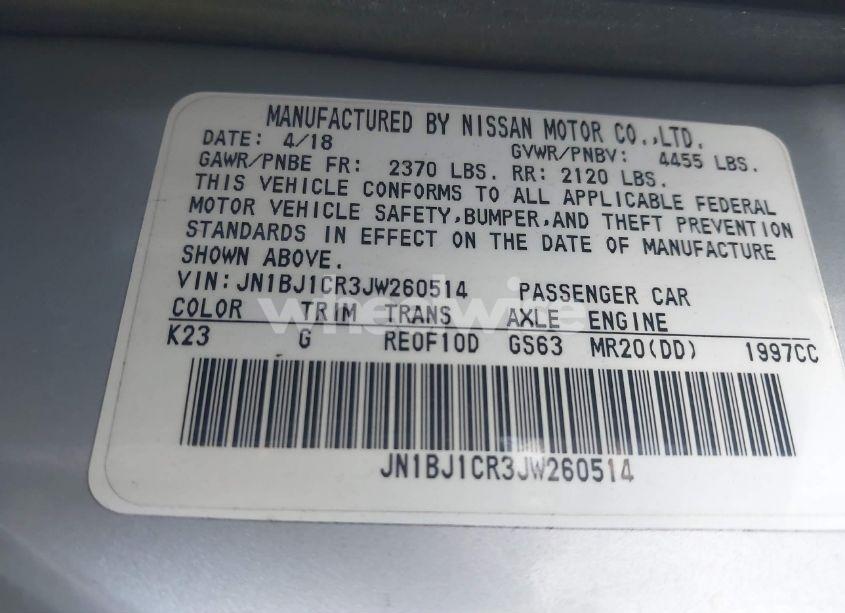 MANUFACTURED BY NISSAN MOTOR CO.,LTD.
DATE: 4/18 GVWR/PNBV: 4455 LBS.
GAWR/PNBE FR: 2370 LBS. RR: 2120 LBS.
THIS VEHICLE CONFORMS TO ALL APPLICABLE FEDERAL
MOTOR VEHICLE SAFETY,BUMPER,AND THEFT PREVENTION
STANDARDS IN EFFECT ON THE DATE OF MANUFACTURE
SHOWN ABOVE.
VIN:JN1BJ1CR3JW260514 PASSENGER CAR
wheelwise
COLOR TRIM TRANS AXLE ENGINE
K23 G RE0F10D GS63 MR20(DD) 1997CC
JN1BJ1CR3JW260514